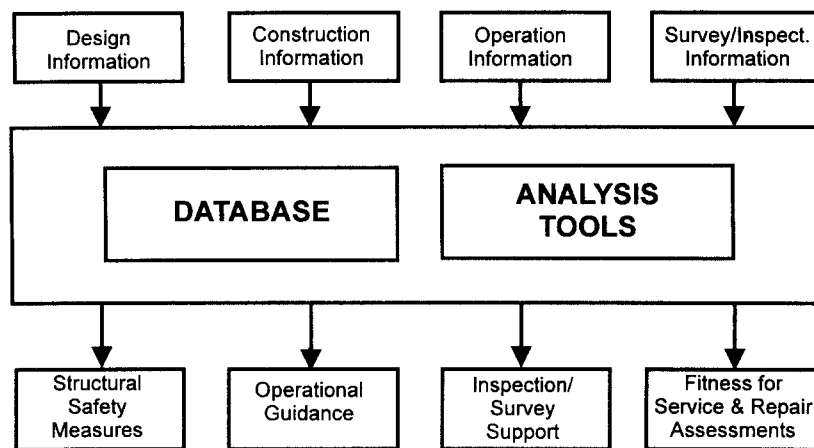 Design
Information
Construction
Information
Operation
Information
Survey/Inspect.
Information
DATABASE
ANALYSIS
TOOLS
Structural
Safety
Measures
Operational
Guidance
Inspection/
Survey
Support
Fitness for
Service & Repair
Assessments